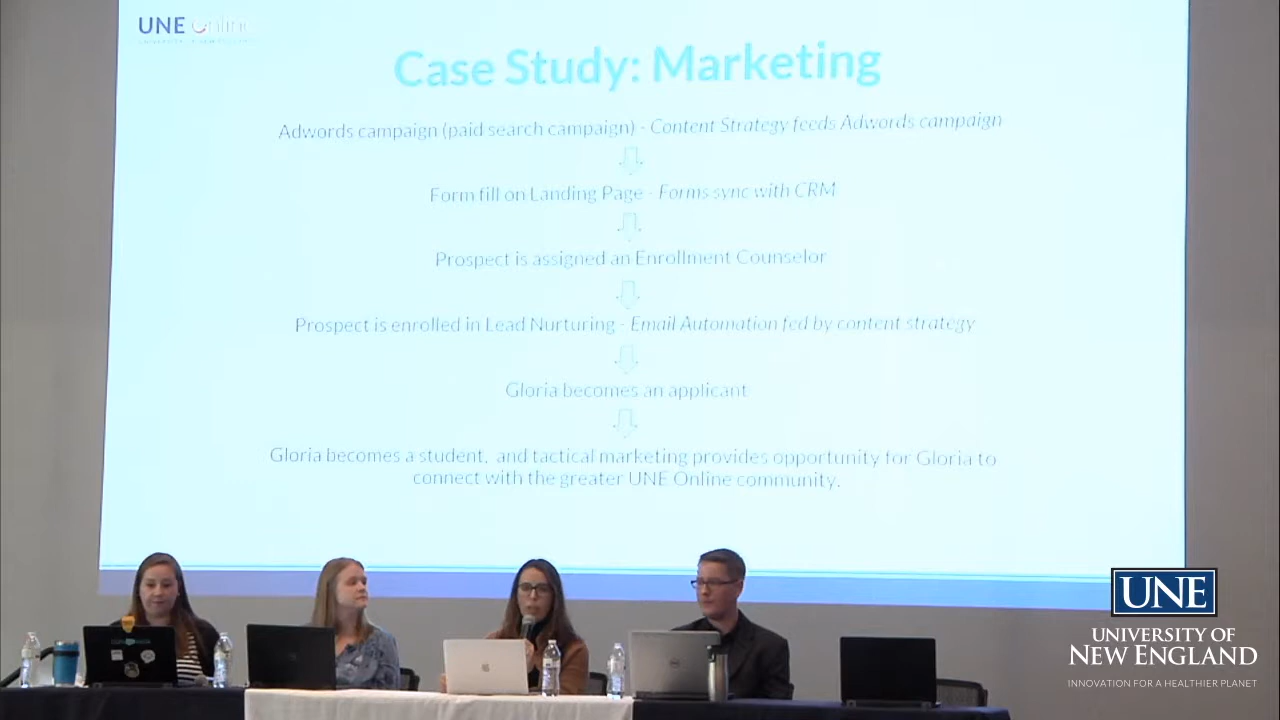 UNE Online
Case Study: Marketing
Adwords campaign (paid search campaign) - Content Strategy feeds Adwords campaign
Form fill on Landing Page - Forms sync with CRM
Prospect is assigned an Enrollment Counselor
Prospect is enrolled in Lead Nurturing - Email Automation fed by content strategy
Gloria becomes an applicant
Gloria becomes a student, and tactical marketing provides opportunity for Gloria to
connect with the greater UNE Online community.
UNE
UNIVERSITY OF
NEW ENGLAND
INNOVATION FOR A HEALTHIER PLANET